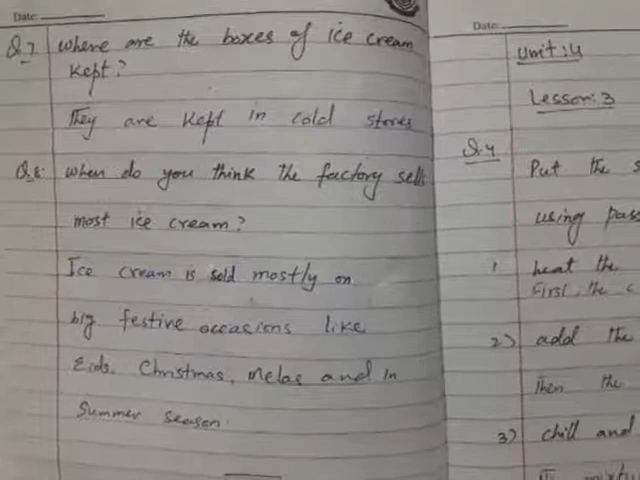 Date:
Q.7 where are the boxes of ice cream
kept?
They are kept in cold stores
Q.8: when do you think the factory sells
most ice cream?
Ice cream is sold mostly on
big festive occasions like
Eids. Christmas, melas and in
Summer season.
Date:
Unit:4
Lesson:3
Q.4
Put the s
using pass
1 heat the
First, the c
2) add the
Then the
3) chill and